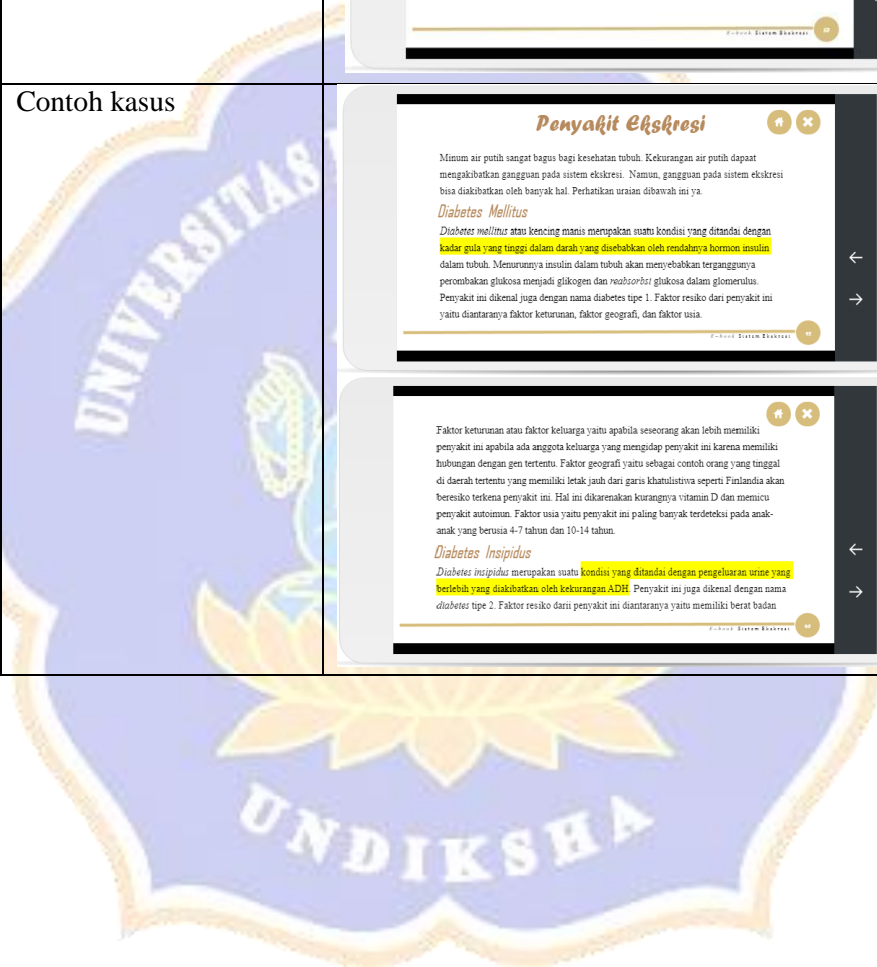 E-book Sistem Ekskresi
Contoh kasus
Penyakit Ekskresi
Minum air putih sangat bagus bagi kesehatan tubuh. Kekurangan air putih dapaat
mengakibatkan gangguan pada sistem ekskresi. Namun, gangguan pada sistem ekskresi
bisa diakibatkan oleh banyak hal. Perhatikan uraian dibawah ini ya.
Diabetes Mellitus
Diabetes mellitus atau kencing manis merupakan suatu kondisi yang ditandai dengan
kadar gula yang tinggi dalam darah yang disebabkan oleh rendahnya hormon insulin
dalam tubuh. Menurunnya insulin dalam tubuh akan menyebabkan terganggunya
perombakan glukosa menjadi glikogen dan reabsorbsi glukosa dalam glomerulus.
Penyakit ini dikenal juga dengan nama diabetes tipe 1. Faktor resiko dari penyakit ini
yaitu diantaranya faktor keturunan, faktor geografi, dan faktor usia.
E-book Sistem Ekskresi
Faktor keturunan atau faktor keluarga yaitu apabila seseorang akan lebih memiliki
penyakit ini apabila ada anggota keluarga yang mengidap penyakit ini karena memiliki
hubungan dengan gen tertentu. Faktor geografi yaitu sebagai contoh orang yang tinggal
di daerah tertentu yang memiliki letak jauh dari garis khatulistiwa seperti Finlandia akan
beresiko terkena penyakit ini. Hal ini dikarenakan kurangnya vitamin D dan memicu
penyakit autoimun. Faktor usia yaitu penyakit ini paling banyak terdeteksi pada anak-
anak yang berusia 4-7 tahun dan 10-14 tahun.
Diabetes Insipidus
Diabetes insipidus merupakan suatu kondisi yang ditandai dengan pengeluaran urine yang
berlebih yang diakibatkan oleh kekurangan ADH. Penyakit ini juga dikenal dengan nama
diabetes tipe 2. Faktor resiko darii penyakit ini diantaranya yaitu memiliki berat badan
E-book Sistem Ekskresi
UNIVERSITAS
UNDIKSHA